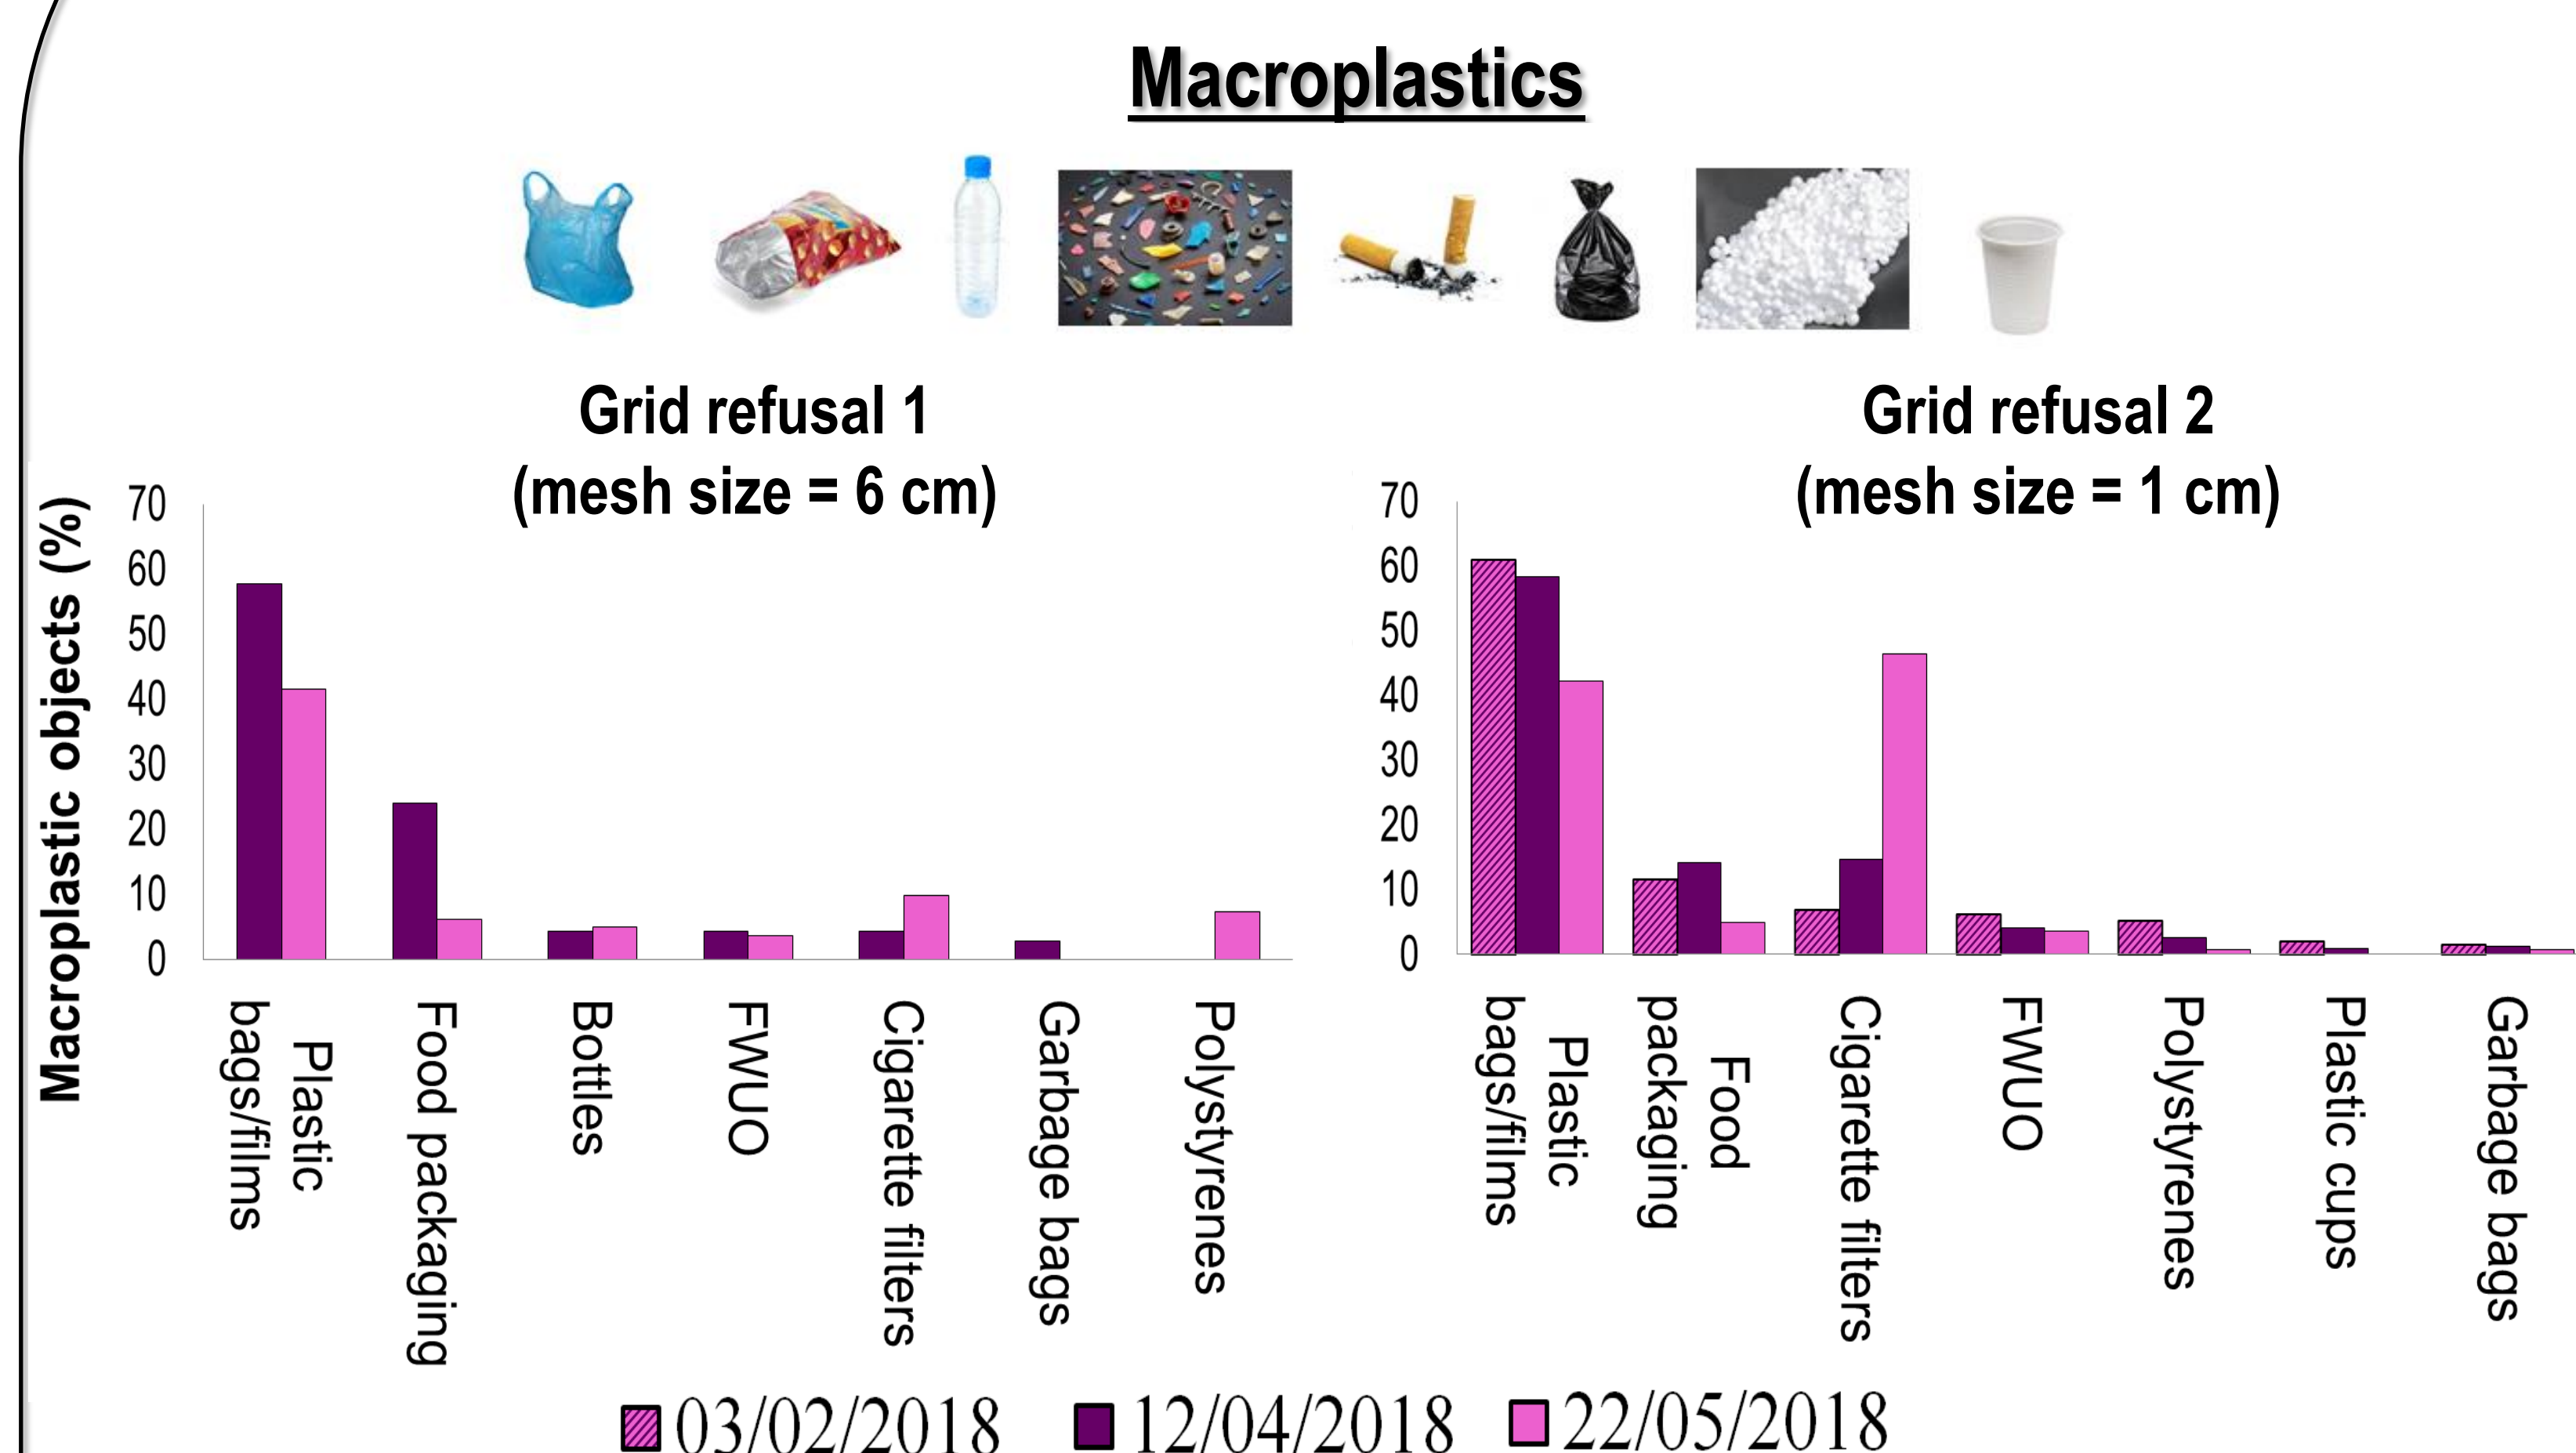 Macroplastics
Grid refusal 1
(mesh size = 6 cm)
Macroplastic objects (%)
70
60
50
40
30
20
10
0
Plastic
bags/films
Food packaging
Bottles
FWUO
Cigarette filters
Garbage bags
Polystyrenes
Grid refusal 2
(mesh size = 1 cm)
70
60
50
40
30
20
10
0
Plastic
bags/films
Food
packaging
Cigarette filters
FWUO
Polystyrenes
Plastic cups
Garbage bags
03/02/2018 12/04/2018 22/05/2018